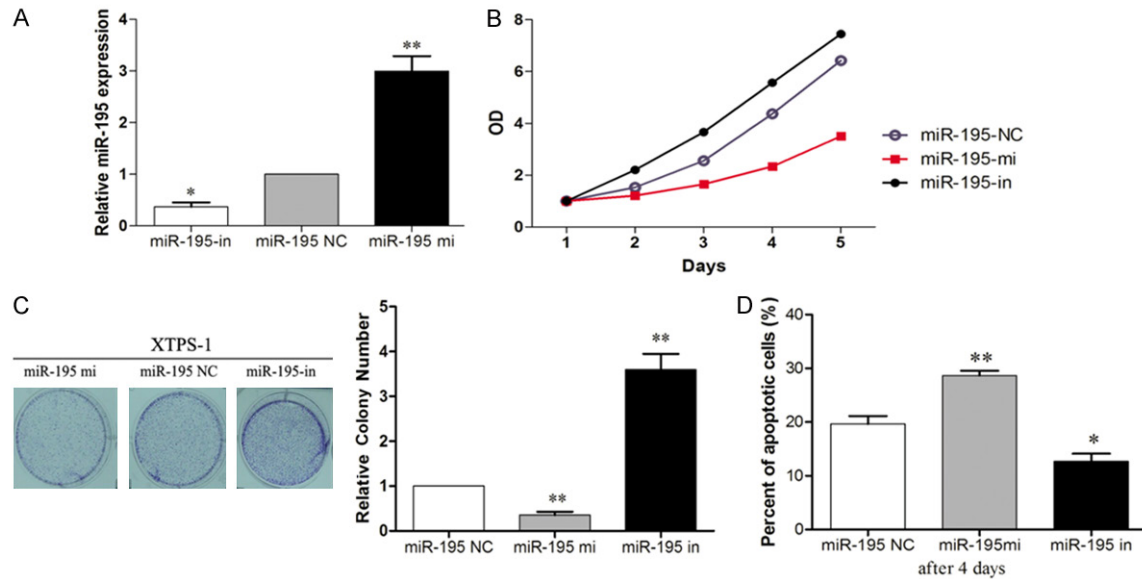 A
Relative miR-195 expression
4
3
2
1
0
*
**
miR-195-in
miR-195 NC
miR-195 mi
B
OD
8
6
4
2
0
1
2
3
4
5
Days
miR-195-NC
miR-195-mi
miR-195-in
C
XTPS-1
miR-195 mi
miR-195 NC
miR-195-in
Relative Colony Number
5
4
3
2
1
0
**
**
miR-195 NC
miR-195 mi
miR-195 in
D
Percent of apoptotic cells (%)
40
30
20
10
0
**
*
miR-195 NC
miR-195mi
miR-195 in
after 4 days